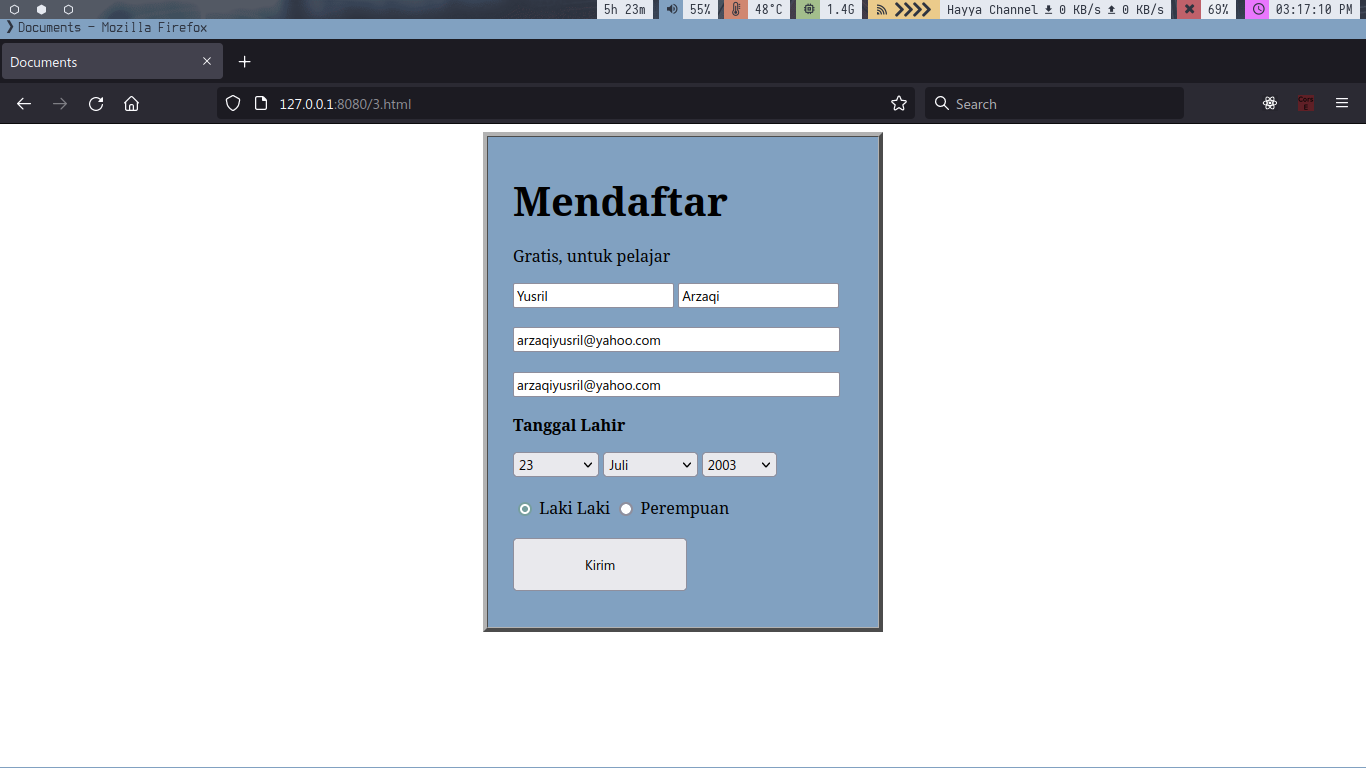 5h 23m 55% 48°C 1.4G Hayya Channel 0 KB/s 0 KB/s 69% 03:17:10 PM
Documents - Mozilla Firefox
Documents
127.0.0.1:8080/3.html Search
Mendaftar
Gratis, untuk pelajar
Yusril Arzaqi
arzaqiyusril@yahoo.com
arzaqiyusril@yahoo.com
Tanggal Lahir
23 Juli 2003
Laki Laki Perempuan
Kirim